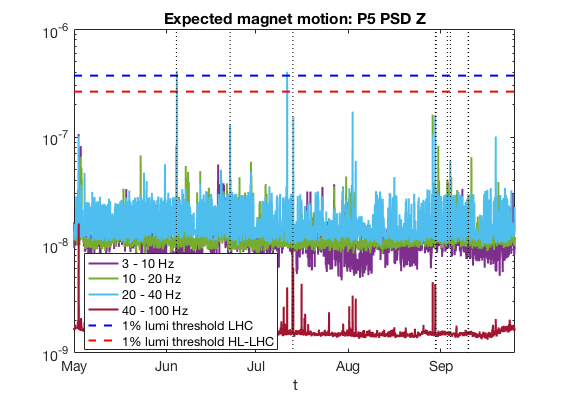 Expected magnet motion: P5 PSD Z
10^-6
10^-7
10^-8
10^-9
3 - 10 Hz
10 - 20 Hz
20 - 40 Hz
40 - 100 Hz
1% lumi threshold LHC
1% lumi threshold HL-LHC
May Jun Jul Aug Sep
t